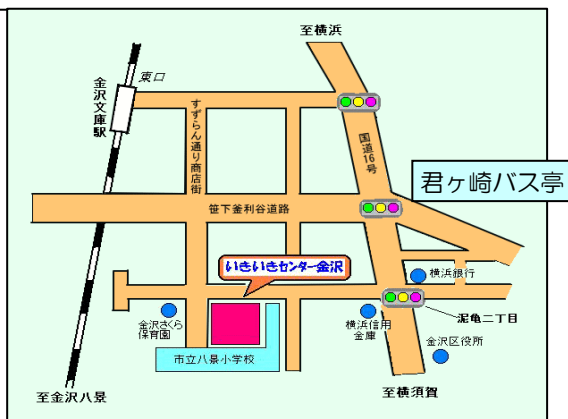 至横浜
東口
金沢文庫駅
すずらん通り商店街
国道16号
君ヶ崎バス亭
笹下釜利谷道路
いきいきセンター金沢
横浜銀行
金沢さくら
保育園
横浜信用
金庫
泥亀二丁目
市立八景小学校
金沢区役所
至金沢八景
至横須賀